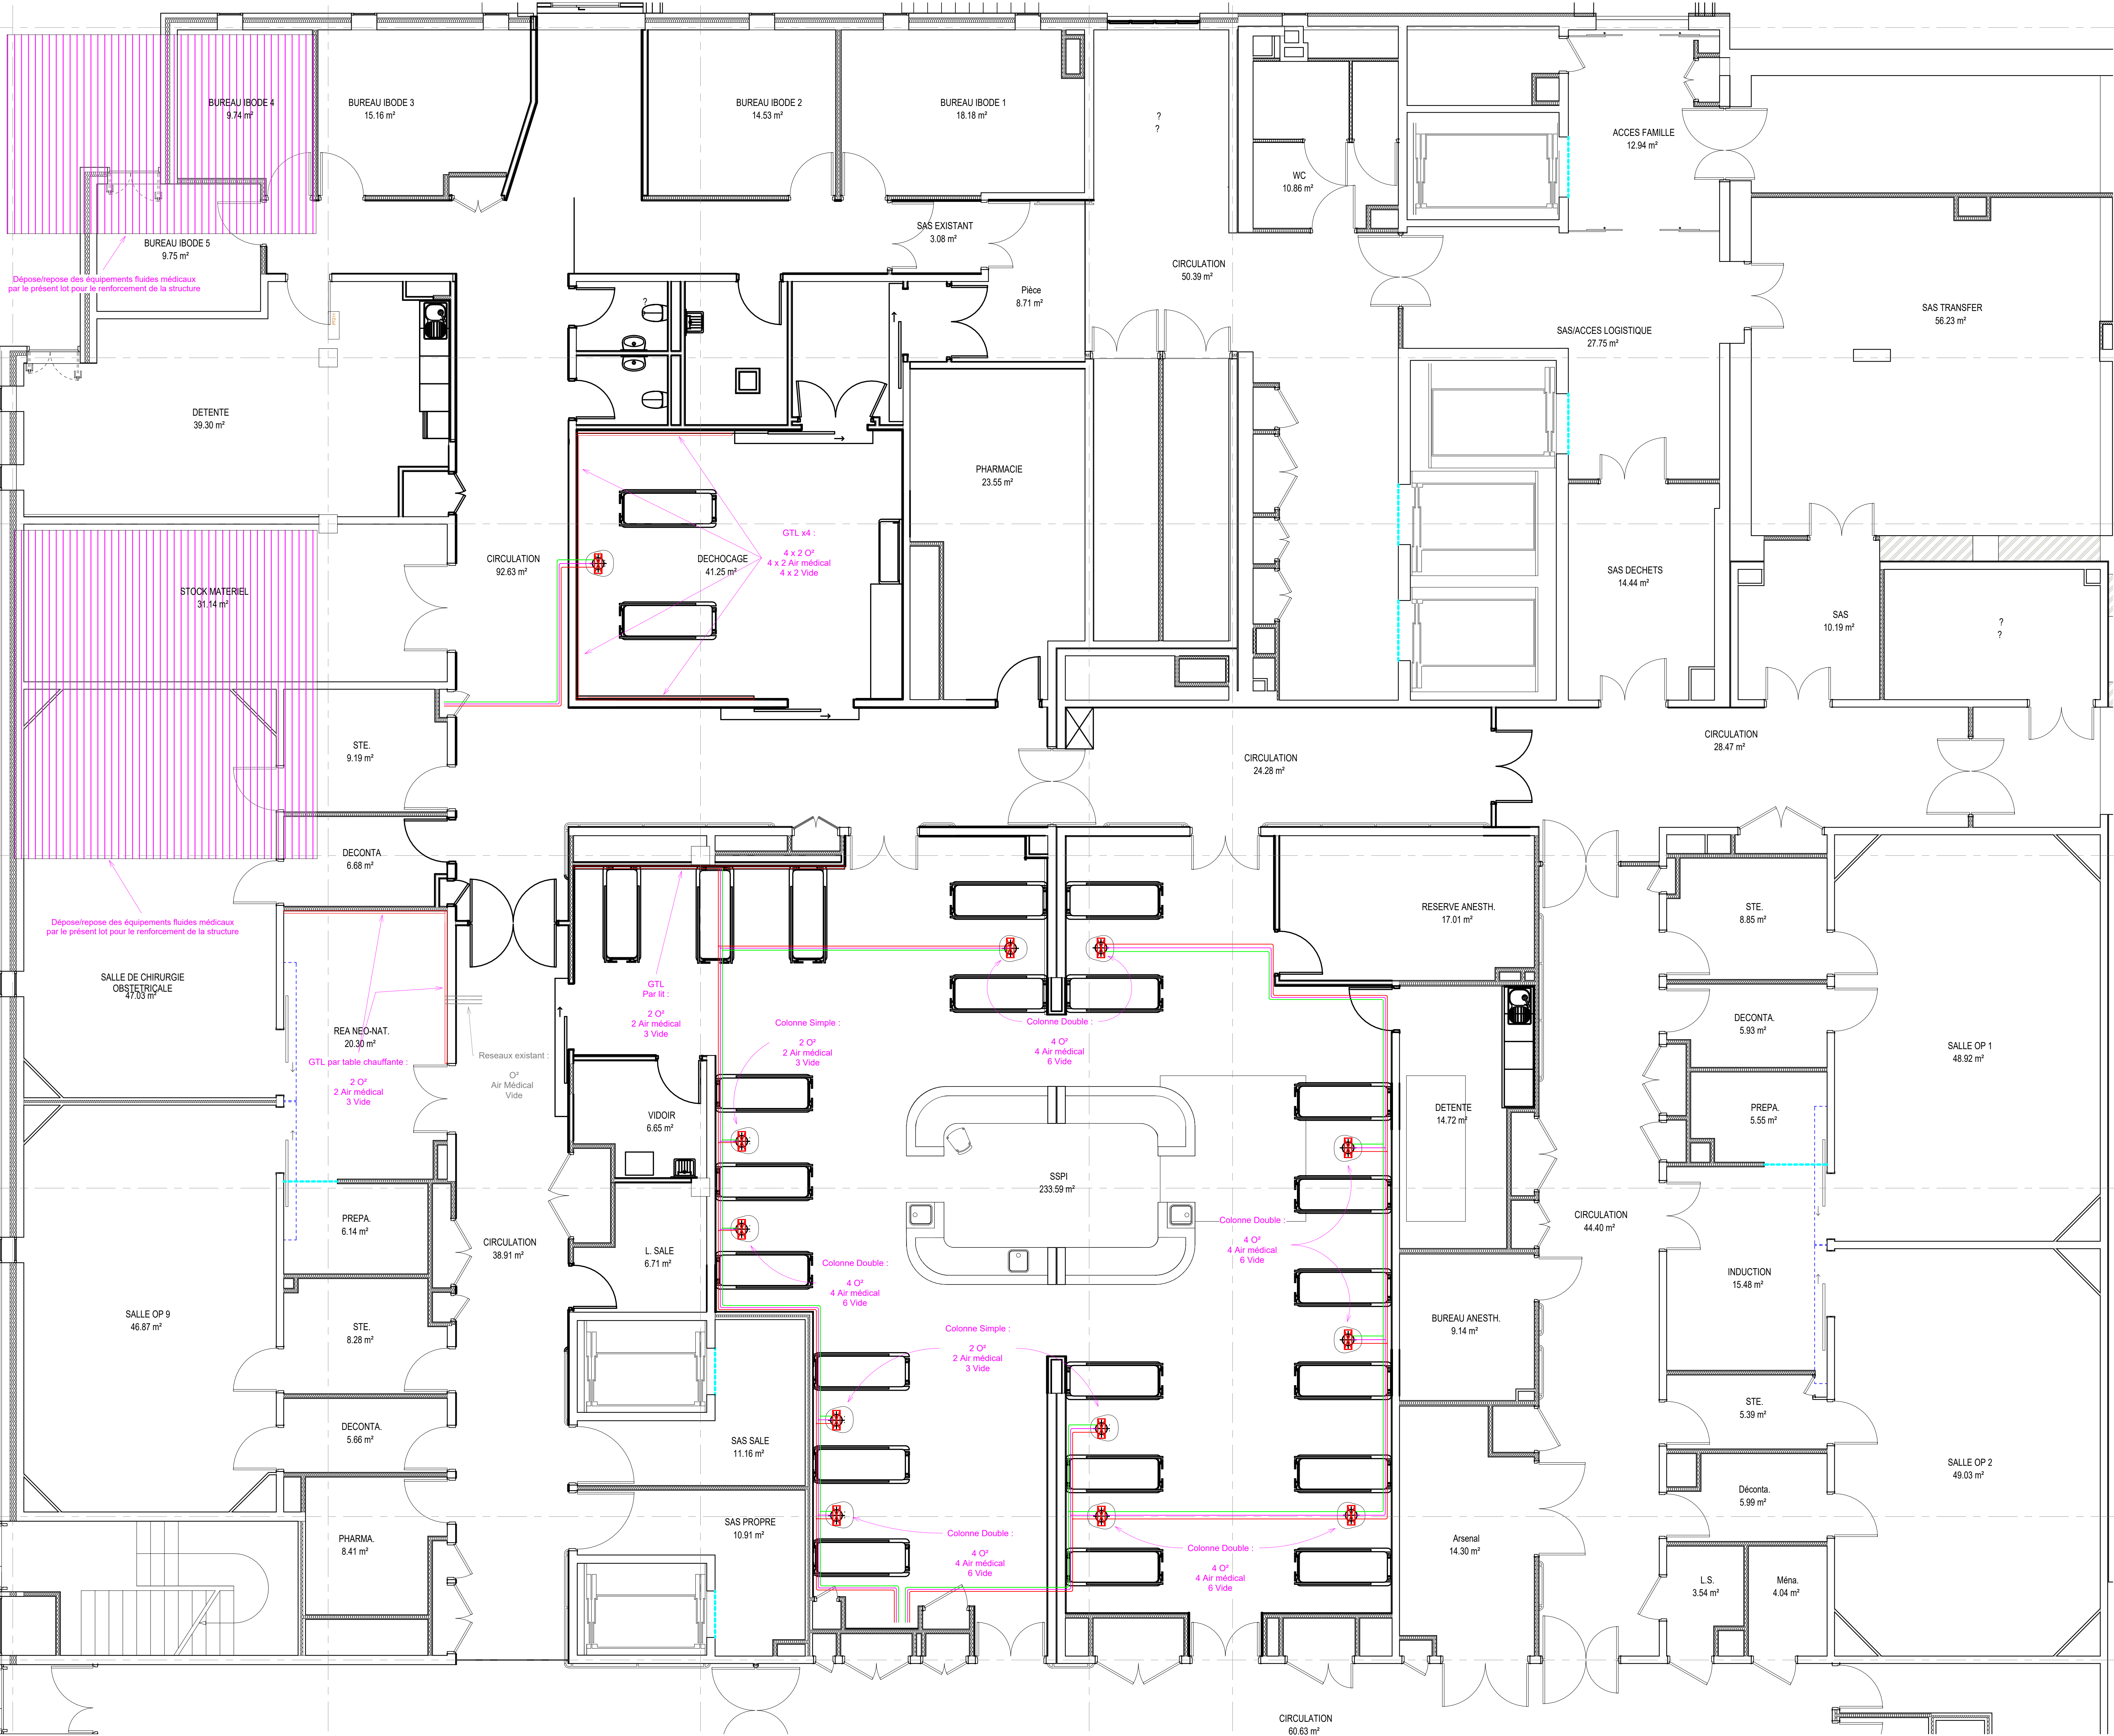 BUREAU IBODE 4
9.74 m²
BUREAU IBODE 3
15.16 m²
BUREAU IBODE 2
14.53 m²
BUREAU IBODE 1
18.18 m²
?
?
ACCES FAMILLE
12.94 m²
WC
10.86 m²
BUREAU IBODE 5
9.75 m²
SAS EXISTANT
3.08 m²
CIRCULATION
50.39 m²
Dépose/repose des équipements fluides médicaux
par le présent lot pour le renforcement de la structure
Pièce
8.71 m²
?
SAS/ACCES LOGISTIQUE
27.75 m²
SAS TRANSFER
56.23 m²
DETENTE
39.30 m²
PHARMACIE
23.55 m²
CIRCULATION
92.63 m²
DECHOCAGE
41.25 m²
GTL x4 :
4 x 2 O²
4 x 2 Air médical
4 x 2 Vide
STOCK MATERIEL
31.14 m²
SAS DECHETS
14.44 m²
SAS
10.19 m²
?
?
STE.
9.19 m²
CIRCULATION
24.28 m²
CIRCULATION
28.47 m²
DECONTA
6.68 m²
Dépose/repose des équipements fluides médicaux
par le présent lot pour le renforcement de la structure
RESERVE ANESTH.
17.01 m²
STE.
8.85 m²
SALLE DE CHIRURGIE
OBSTETRICALE
47.03 m²
REA NEO-NAT.
20.30 m²
GTL par table chauffante :
2 O²
2 Air médical
3 Vide
Reseaux existant :
O²
Air Médical
Vide
GTL
Par lit :
2 O²
2 Air médical
3 Vide
Colonne Simple :
2 O²
2 Air médical
3 Vide
Colonne Double :
4 O²
4 Air médical
6 Vide
DECONTA.
5.93 m²
SALLE OP 1
48.92 m²
VIDOIR
6.65 m²
DETENTE
14.72 m²
PREPA.
5.55 m²
SSPI
233.59 m²
PREPA.
6.14 m²
CIRCULATION
38.91 m²
L. SALE
6.71 m²
Colonne Double :
4 O²
4 Air médical
6 Vide
Colonne Double :
4 O²
4 Air médical
6 Vide
CIRCULATION
44.40 m²
INDUCTION
15.48 m²
SALLE OP 9
46.87 m²
STE.
8.28 m²
Colonne Simple :
2 O²
2 Air médical
3 Vide
BUREAU ANESTH.
9.14 m²
STE.
5.39 m²
DECONTA.
5.66 m²
SAS SALE
11.16 m²
SALLE OP 2
49.03 m²
Déconta.
5.99 m²
PHARMA.
8.41 m²
SAS PROPRE
10.91 m²
Colonne Double :
4 O²
4 Air médical
6 Vide
Colonne Double :
4 O²
4 Air médical
6 Vide
Arsenal
14.30 m²
L.S.
3.54 m²
Ména.
4.04 m²
CIRCULATION
60.63 m²